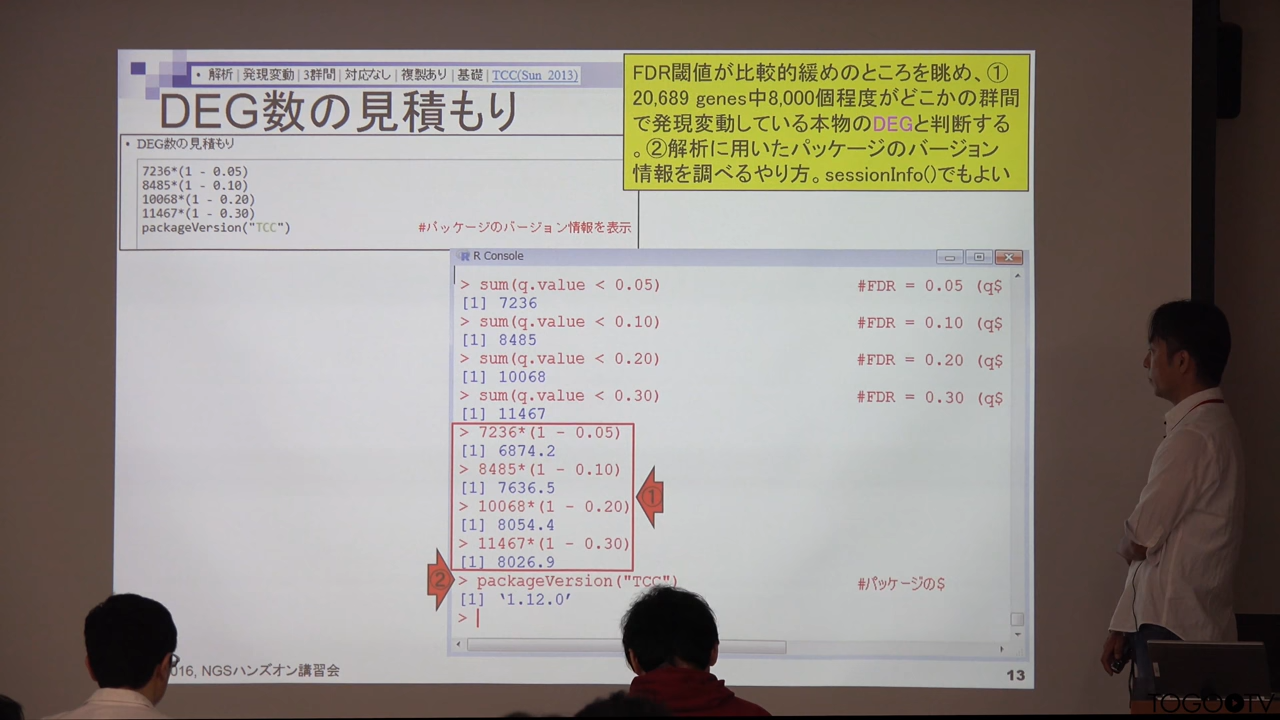 • 解析 | 発現変動 | 3群間 | 対応なし | 複製あり | 基礎 | TCC(Sun_2013)
DEG数の見積もり
FDR閾値が比較的緩めのところを眺め、①
20,689 genes中8,000個程度がどこかの群間
で発現変動している本物のDEGと判断する
。②解析に用いたパッケージのバージョン
情報を調べるやり方。sessionInfo()でもよい
• DEG数の見積もり
7236*(1 - 0.05)
8485*(1 - 0.10)
10068*(1 - 0.20)
11467*(1 - 0.30)
packageVersion("TCC") #パッケージのバージョン情報を表示
R Console
> sum(q.value < 0.05) #FDR = 0.05 (q$
[1] 7236
> sum(q.value < 0.10) #FDR = 0.10 (q$
[1] 8485
> sum(q.value < 0.20) #FDR = 0.20 (q$
[1] 10068
> sum(q.value < 0.30) #FDR = 0.30 (q$
[1] 11467
> 7236*(1 - 0.05)
[1] 6874.2
> 8485*(1 - 0.10)
[1] 7636.5
> 10068*(1 - 0.20)
[1] 8054.4
> 11467*(1 - 0.30)
[1] 8026.9
①
②
> packageVersion("TCC") #パッケージの$
[1] ‘1.12.0’
>
016, NGSハンズオン講習会
13
TOGOTV